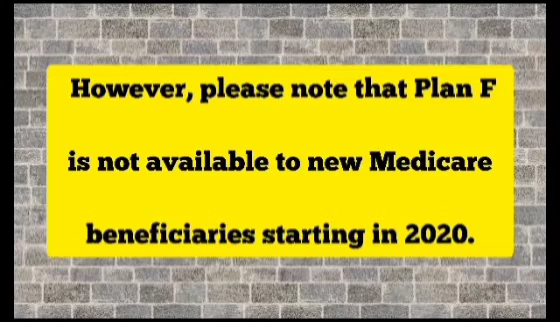 However, please note that Plan F
is not available to new Medicare
beneficiaries starting in 2020.